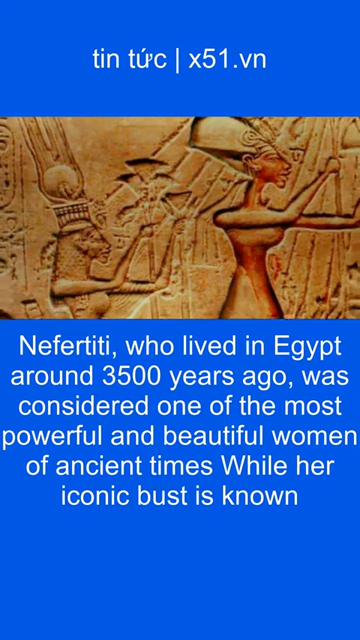 tin tức | x51.vn
Nefertiti, who lived in Egypt
around 3500 years ago, was
considered one of the most
powerful and beautiful women
of ancient times While her
iconic bust is known